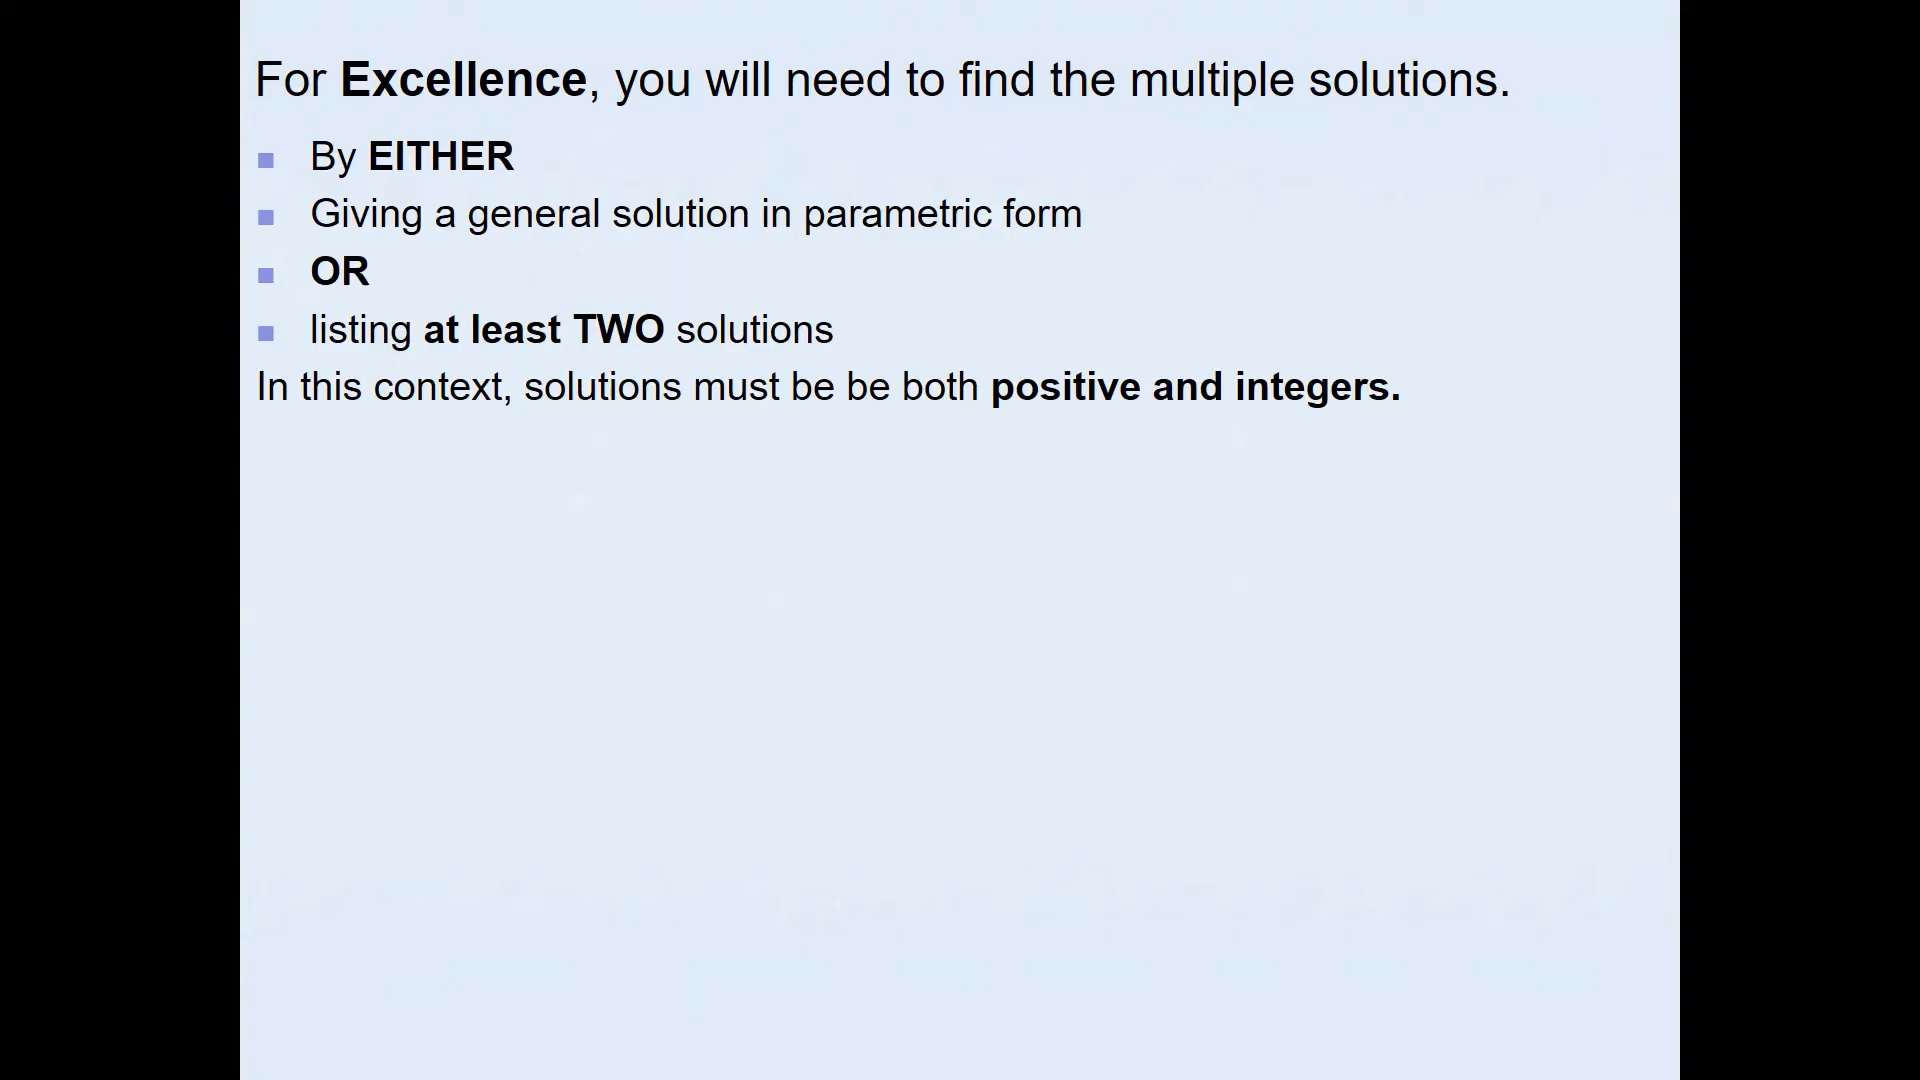 For Excellence, you will need to find the multiple solutions.
By EITHER
Giving a general solution in parametric form
OR
listing at least TWO solutions
In this context, solutions must be be both positive and integers.